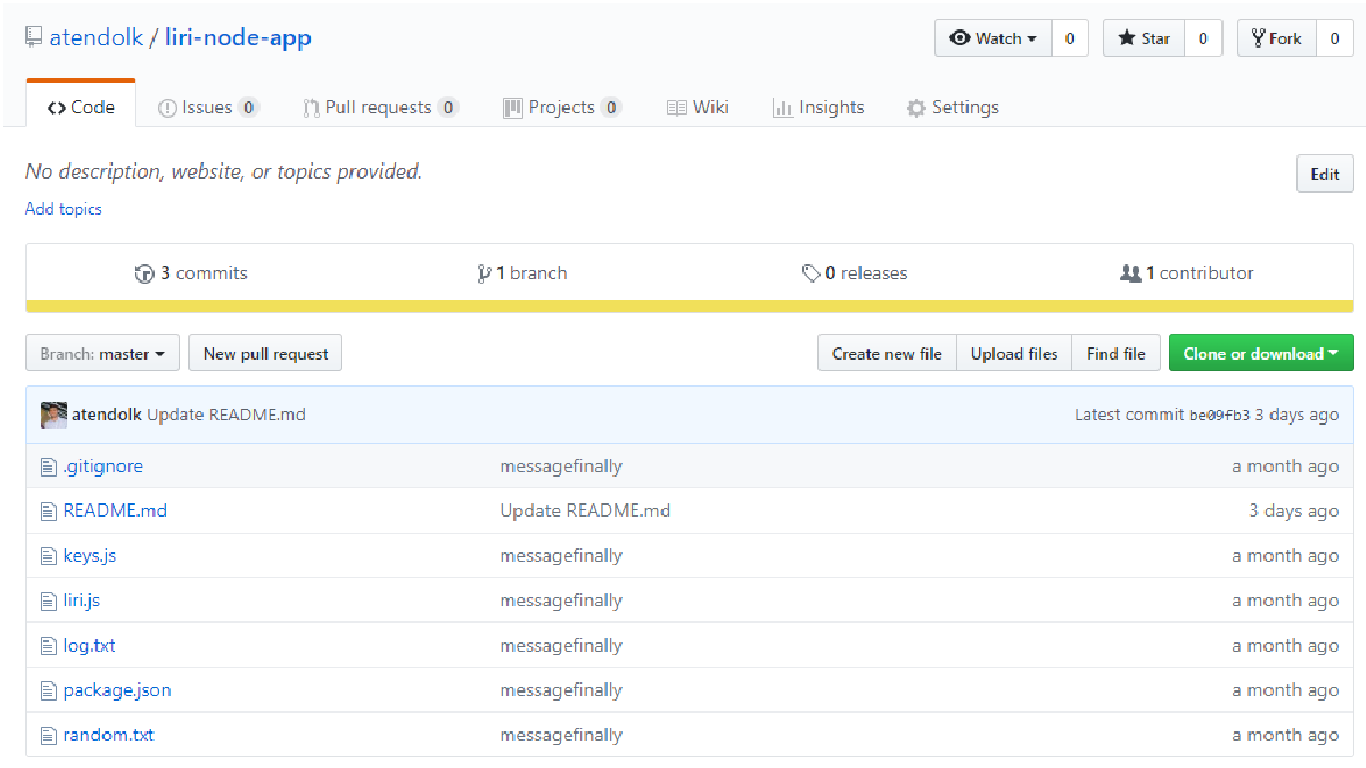 atendolk / liri-node-app Watch 0 Star 0 Fork 0
Code Issues 0 Pull requests 0 Projects 0 Wiki Insights Settings
No description, website, or topics provided. Edit
Add topics
3 commits 1 branch 0 releases 1 contributor
Branch: master New pull request Create new file Upload files Find file Clone or download
atendolk Update README.md Latest commit be09fb3 3 days ago
.gitignore messagefinally a month ago
README.md Update README.md 3 days ago
keys.js messagefinally a month ago
liri.js messagefinally a month ago
log.txt messagefinally a month ago
package.json messagefinally a month ago
random.txt messagefinally a month ago